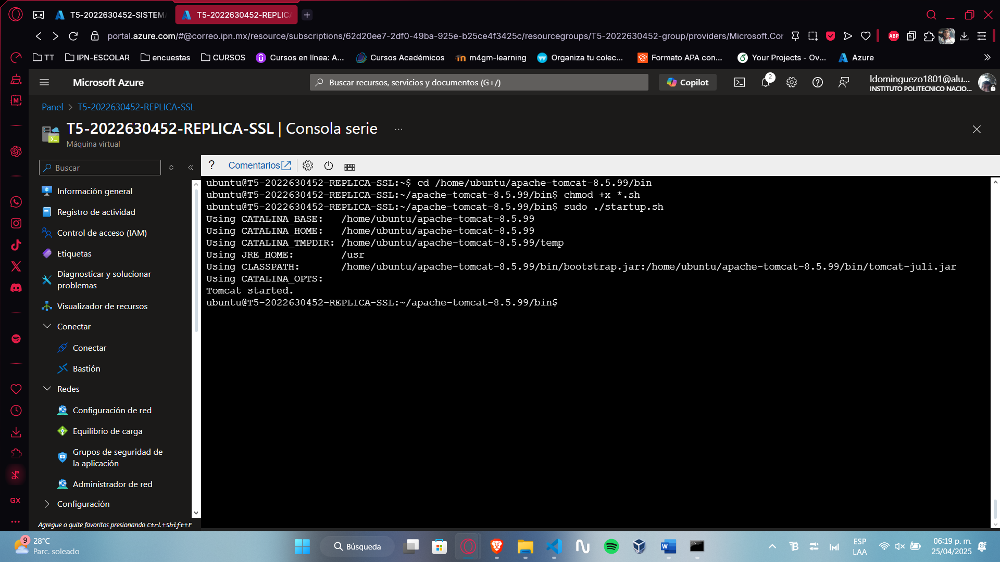 T5-2022630452-SISTEMA
T5-2022630452-REPLICA
portal.azure.com/#@correo.ipn.mx/resource/subscriptions/62d20ee7-2df0-49ba-925e-b25ce4f3425c/resourcegroups/T5-2022630452-group/providers/Microsoft.Cor
ABP
TT
IPN-ESCOLAR
encuestas
CURSOS
Cursos en línea: A...
Cursos Académicos
m4gm-learning
Organiza tu colec...
Formato APA con...
Your Projects - Ov...
Azure
Microsoft Azure
Buscar recursos, servicios y documentos (G+/)
Copilot
2
ldominguezo1801@alu...
INSTITUTO POLITECNICO NACIO...
Panel > T5-2022630452-REPLICA-SSL
T5-2022630452-REPLICA-SSL | Consola serie ...
Máquina virtual
Buscar
Información general
Registro de actividad
Control de acceso (IAM)
Etiquetas
Diagnosticar y solucionar
problemas
Visualizador de recursos
Conectar
Conectar
Bastión
Redes
Configuración de red
Equilibrio de carga
Grupos de seguridad de
la aplicación
Administrador de red
Configuración
Agregue o quite favoritos presionando Ctrl+Shift+F
? Comentarios
ubuntu@T5-2022630452-REPLICA-SSL:~$ cd /home/ubuntu/apache-tomcat-8.5.99/bin
ubuntu@T5-2022630452-REPLICA-SSL:~/apache-tomcat-8.5.99/bin$ chmod +x *.sh
ubuntu@T5-2022630452-REPLICA-SSL:~/apache-tomcat-8.5.99/bin$ sudo ./startup.sh
Using CATALINA_BASE:   /home/ubuntu/apache-tomcat-8.5.99
Using CATALINA_HOME:   /home/ubuntu/apache-tomcat-8.5.99
Using CATALINA_TMPDIR: /home/ubuntu/apache-tomcat-8.5.99/temp
Using JRE_HOME:        /usr
Using CLASSPATH:       /home/ubuntu/apache-tomcat-8.5.99/bin/bootstrap.jar:/home/ubuntu/apache-tomcat-8.5.99/bin/tomcat-juli.jar
Using CATALINA_OPTS:
Tomcat started.
ubuntu@T5-2022630452-REPLICA-SSL:~/apache-tomcat-8.5.99/bin$
GX
9
28°C
Parc. soleado
Búsqueda
ESP
LAA
06:19 p. m.
25/04/2025